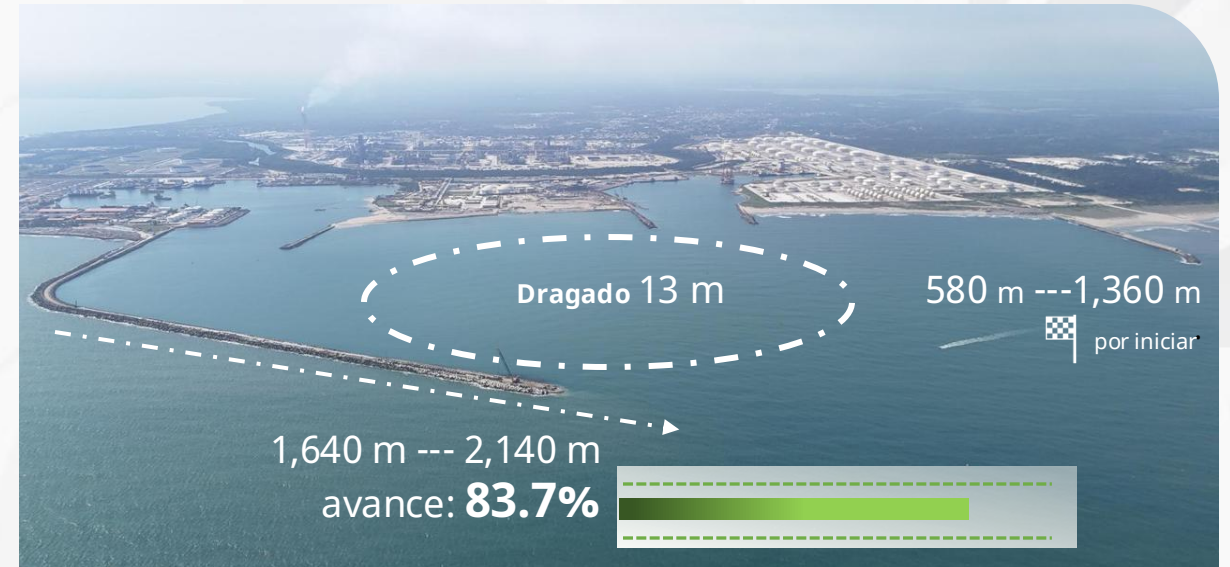 Dragado 13 m
580 m ---1,360 m
por iniciar
1,640 m --- 2,140 m
avance: 83.7%